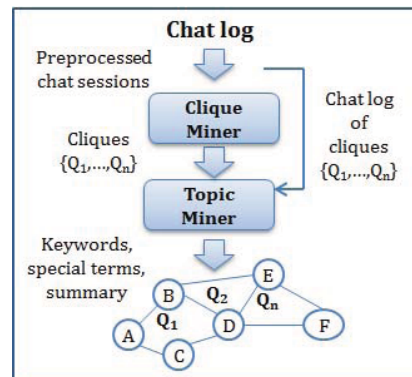 Chat log
Preprocessed
chat sessions
Clique
Miner
Chat log
of
cliques
{Q₁,...,Qₙ}
Cliques
{Q₁,...,Qₙ}
Topic
Miner
Keywords,
special terms,
summary
E
B
Q₂
Qₙ
Q₁
D
F
A
C